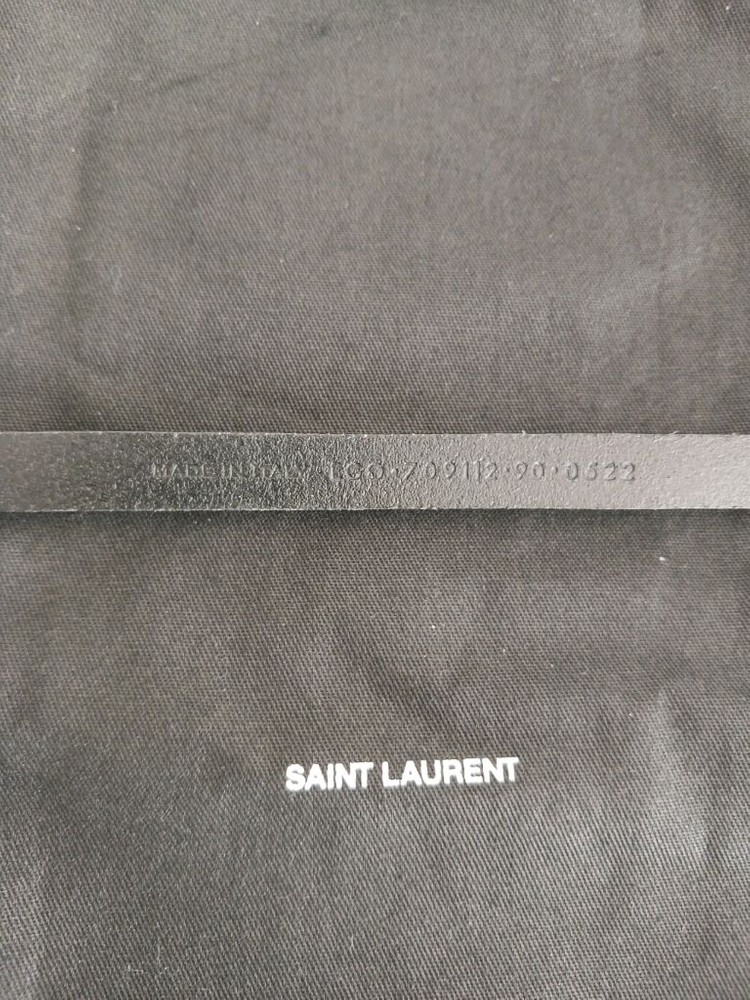 MADE IN ITALY LGO·709112·90·0522
SAINT LAURENT